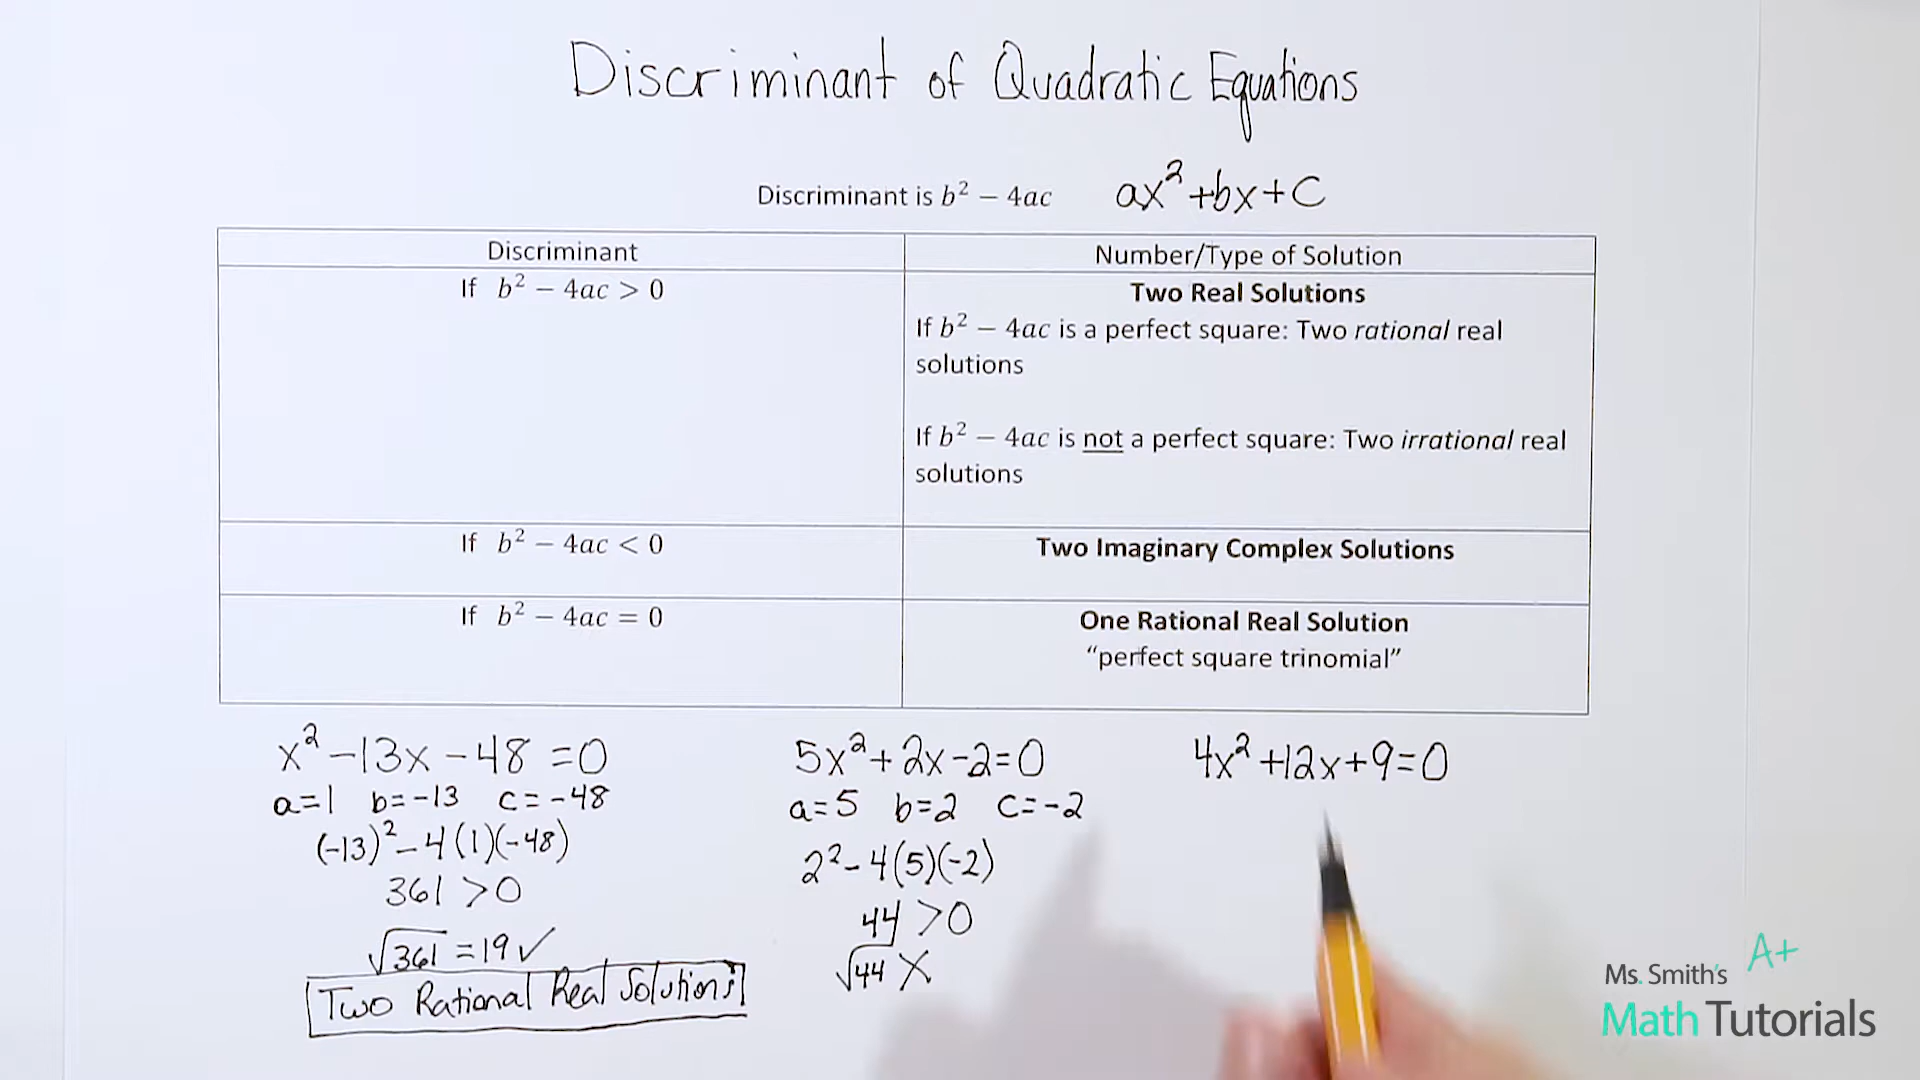 Discriminant of Quadratic Equations
Discriminant is b² − 4ac ax²+bx+c
Discriminant
Number/Type of Solution
If b² − 4ac > 0
Two Real Solutions
If b² − 4ac is a perfect square: Two rational real
solutions
If b² − 4ac is not a perfect square: Two irrational real
solutions
If b² − 4ac < 0
Two Imaginary Complex Solutions
If b² − 4ac = 0
One Rational Real Solution
“perfect square trinomial”
x²-13x-48=0
a=1 b=-13 c=-48
(-13)²-4(1)(-48)
361>0
√361=19✓
Two Rational Real Solutions
5x²+2x-2=0
a=5 b=2 c=-2
2²-4(5)(-2)
44>0
√44 X
4x²+12x+9=0
A+
Ms. Smith's
Math Tutorials